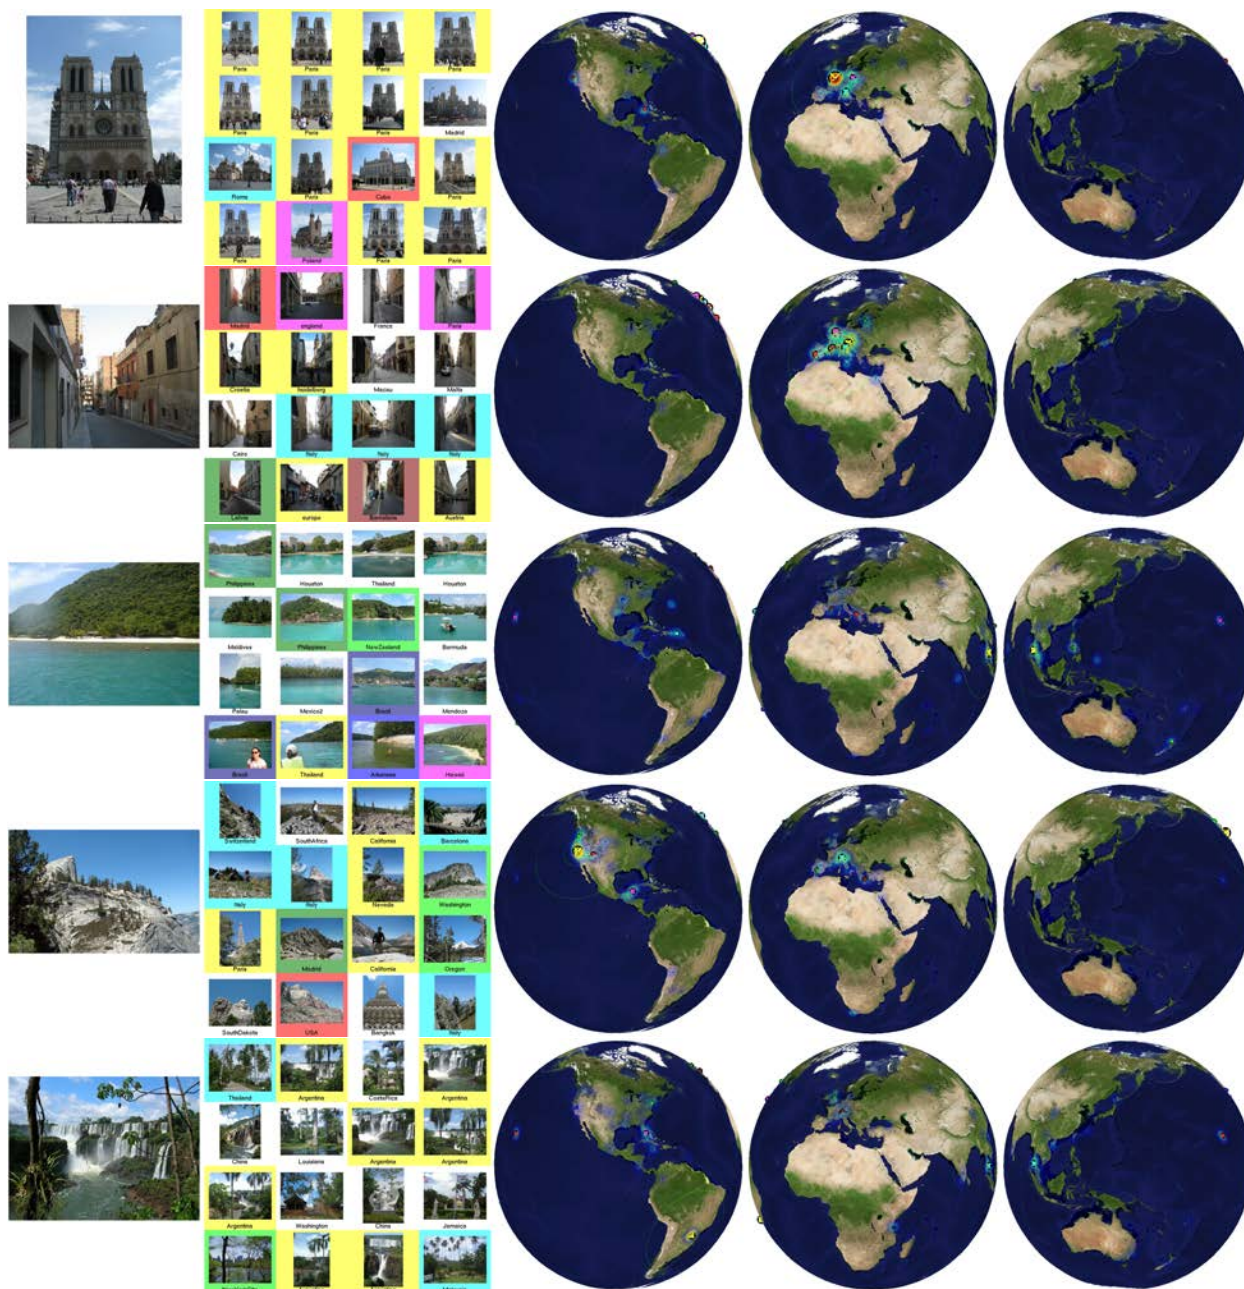 Paris Paris Paris Paris
Paris Paris Paris Madrid
Rome Paris Cuba Paris
Paris Poland Paris Paris
Madrid england France Paris
Croatia heidelberg Macau Malta
Cairo Italy Italy Italy
Latvia europe Barcelona Austria
Philippines Houston Thailand Houston
Maldives Philippines NewZealand Bermuda
Palau Mexico2 Brazil Mendoza
Brazil Thailand Arkansas Hawaii
Switzerland SouthAfrica California Barcelona
Italy Italy Nevada Washington
Paris Madrid California Oregon
SouthDakota USA Bangkok Italy
Thailand Argentina CostaRica Argentina
China Louisiana Argentina Argentina
Argentina Washington China Jamaica